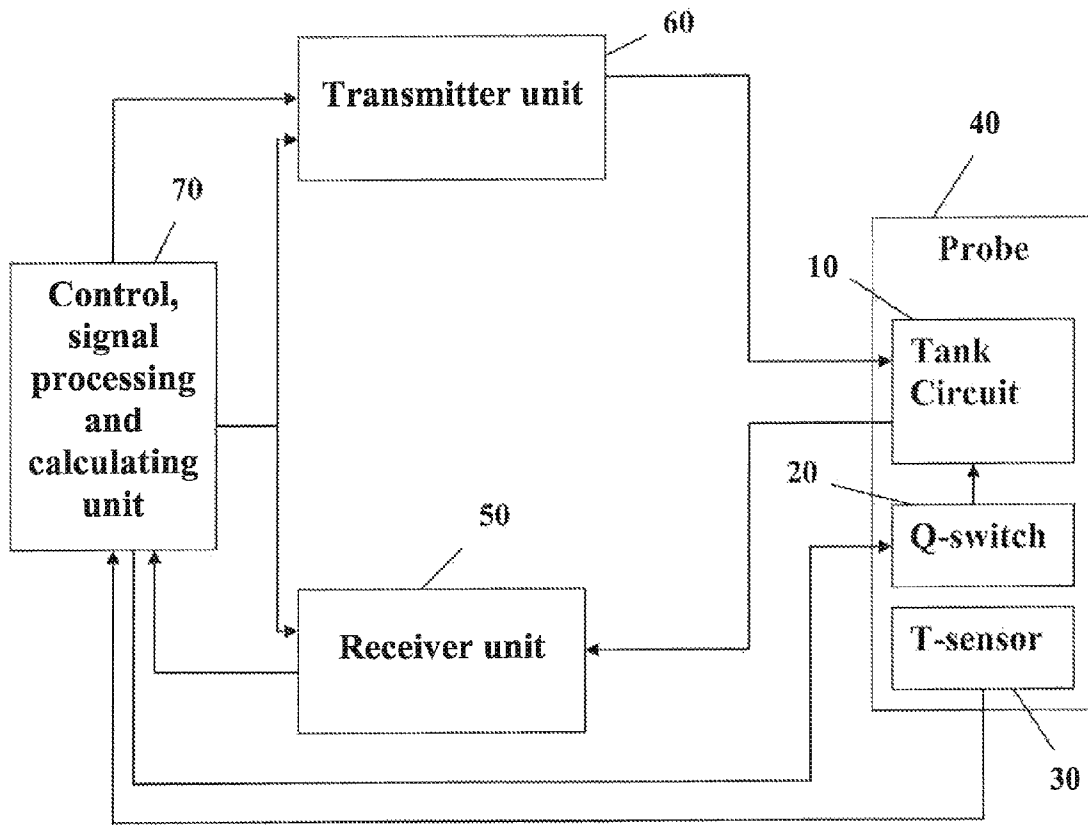 60
Transmitter unit
40
70
Probe
10
Control,
signal
processing
and
calculating
unit
Tank
Circuit
20
50
Q-switch
Receiver unit
T-sensor
30